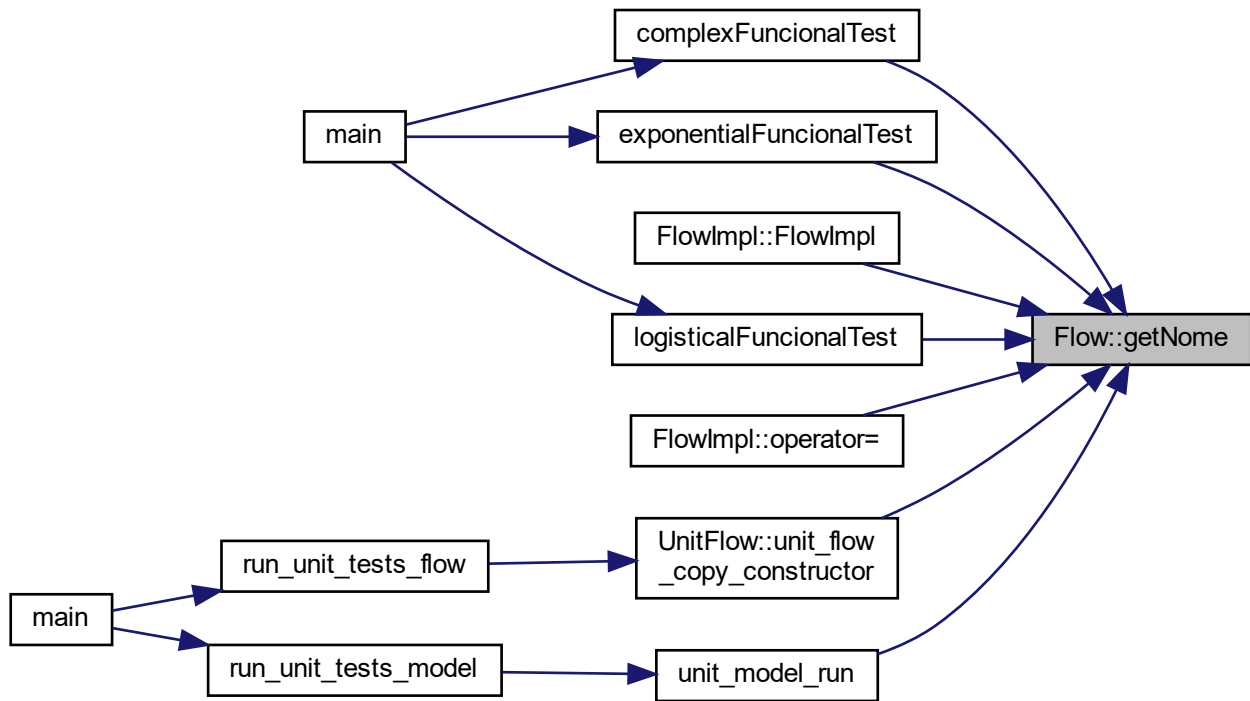 complexFuncionalTest
main
exponentialFuncionalTest
FlowImpl::FlowImpl
logisticalFuncionalTest
Flow::getNome
FlowImpl::operator=
UnitFlow::unit_flow
_copy_constructor
run_unit_tests_flow
main
run_unit_tests_model
unit_model_run